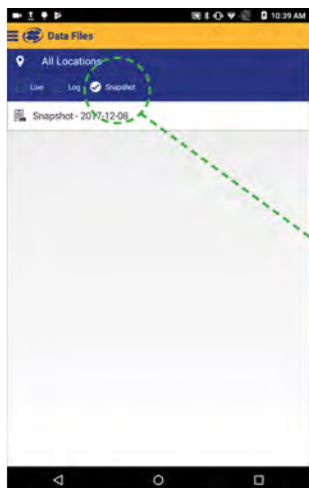 10:39 AM
Data Files
All Locations
Live Log Snapshot
Snapshot - 2017-12-08